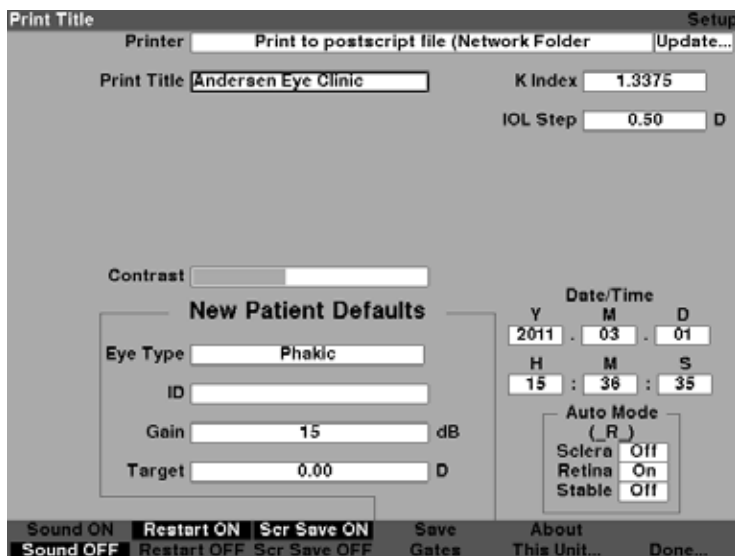 Print Title Setup
Printer Print to postscript file (Network Folder Update...
Print Title Andersen Eye Clinic K Index 1.3375
IOL Step 0.50 D
Contrast
New Patient Defaults
Date/Time
Y M D
2011 . 03 . 01
Eye Type Phakic
H M S
15 : 36 : 35
ID
Auto Mode
(_R_)
Gain 15 dB
Sclera Off
Retina On
Target 0.00 D
Stable Off
Sound ON Restart ON Scr Save ON Save About
Sound OFF Restart OFF Scr Save OFF Gates This Unit... Done...